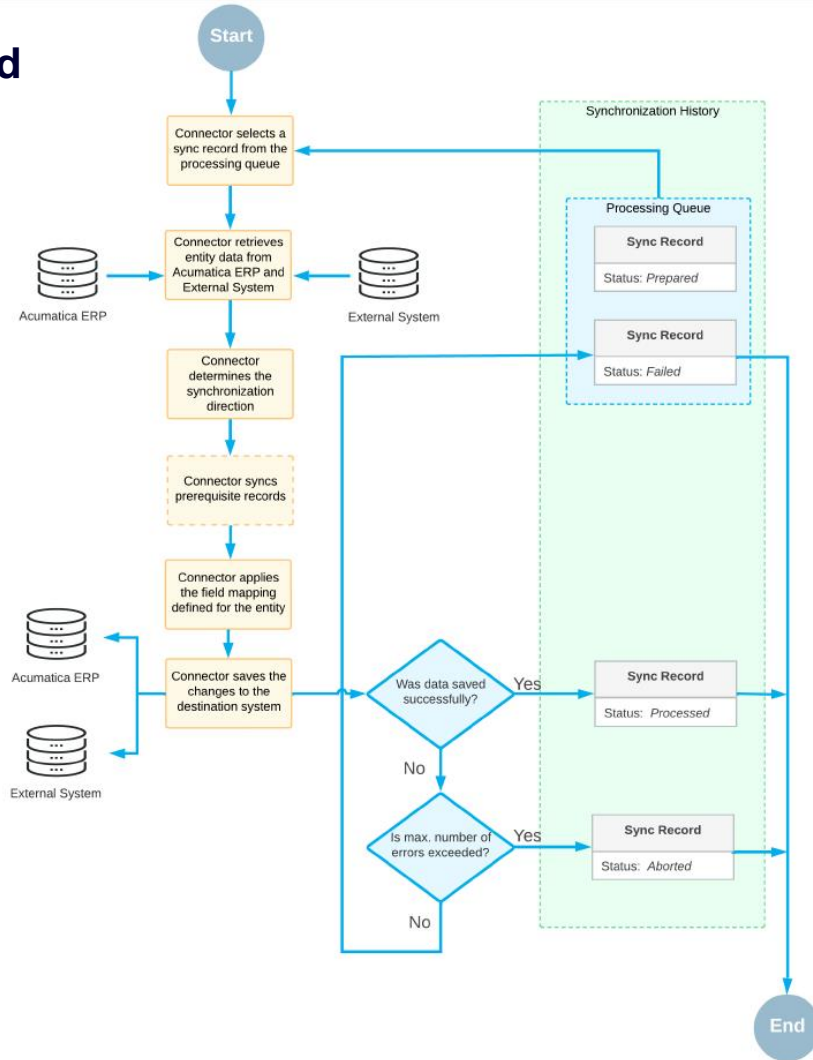 Start
d
Connector selects a
sync record from the
processing queue
Synchronization History
Processing Queue
Sync Record
Status: Prepared
Connector retrieves
entity data from
Acumatica ERP and
External System
Acumatica ERP
External System
Sync Record
Status: Failed
Connector
determines the
synchronization
direction
Connector syncs
prerequisite records
Connector applies
the field mapping
defined for the entity
Acumatica ERP
Connector saves the
changes to the
destination system
External System
Was data saved
successfully?
Yes
Sync Record
Status: Processed
No
Is max. number of
errors exceeded?
Yes
Sync Record
Status: Aborted
No
End